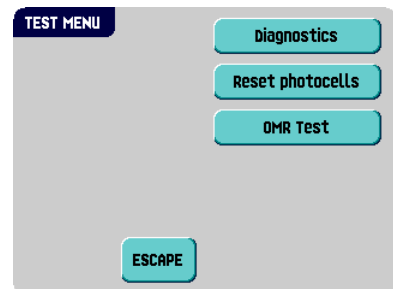 TEST MENU
Diagnostics
Reset photocells
OMR Test
ESCAPE